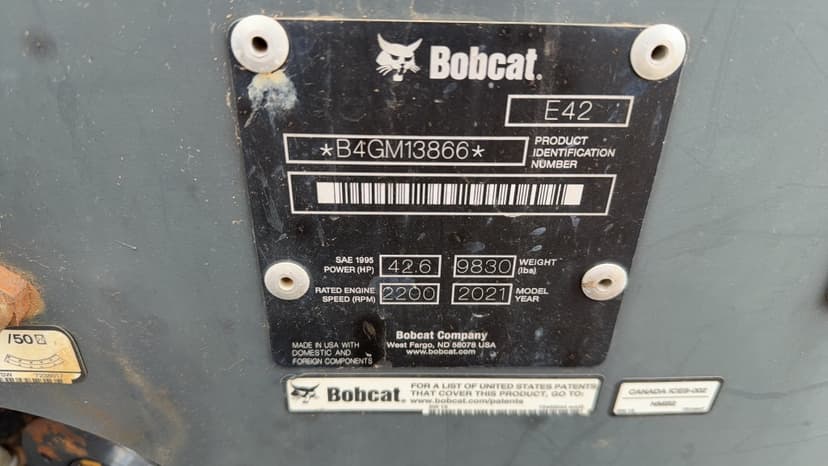 Bobcat.
E42
*B4GM13866*
PRODUCT
IDENTIFICATION
NUMBER
SAE 1995
POWER (HP)
42.6
9830
WEIGHT
(lbs)
RATED ENGINE
SPEED (RPM)
2200
2021
MODEL
YEAR
MADE IN USA WITH
DOMESTIC AND
FOREIGN COMPONENTS
Bobcat Company
West Fargo, ND 58078 USA
www.bobcat.com
/50
Bobcat.
FOR A LIST OF UNITED STATES PATENTS
THAT COVER THIS PRODUCT, GO TO:
www.bobcat.com/patents
CANADA ICES-002
NMB2